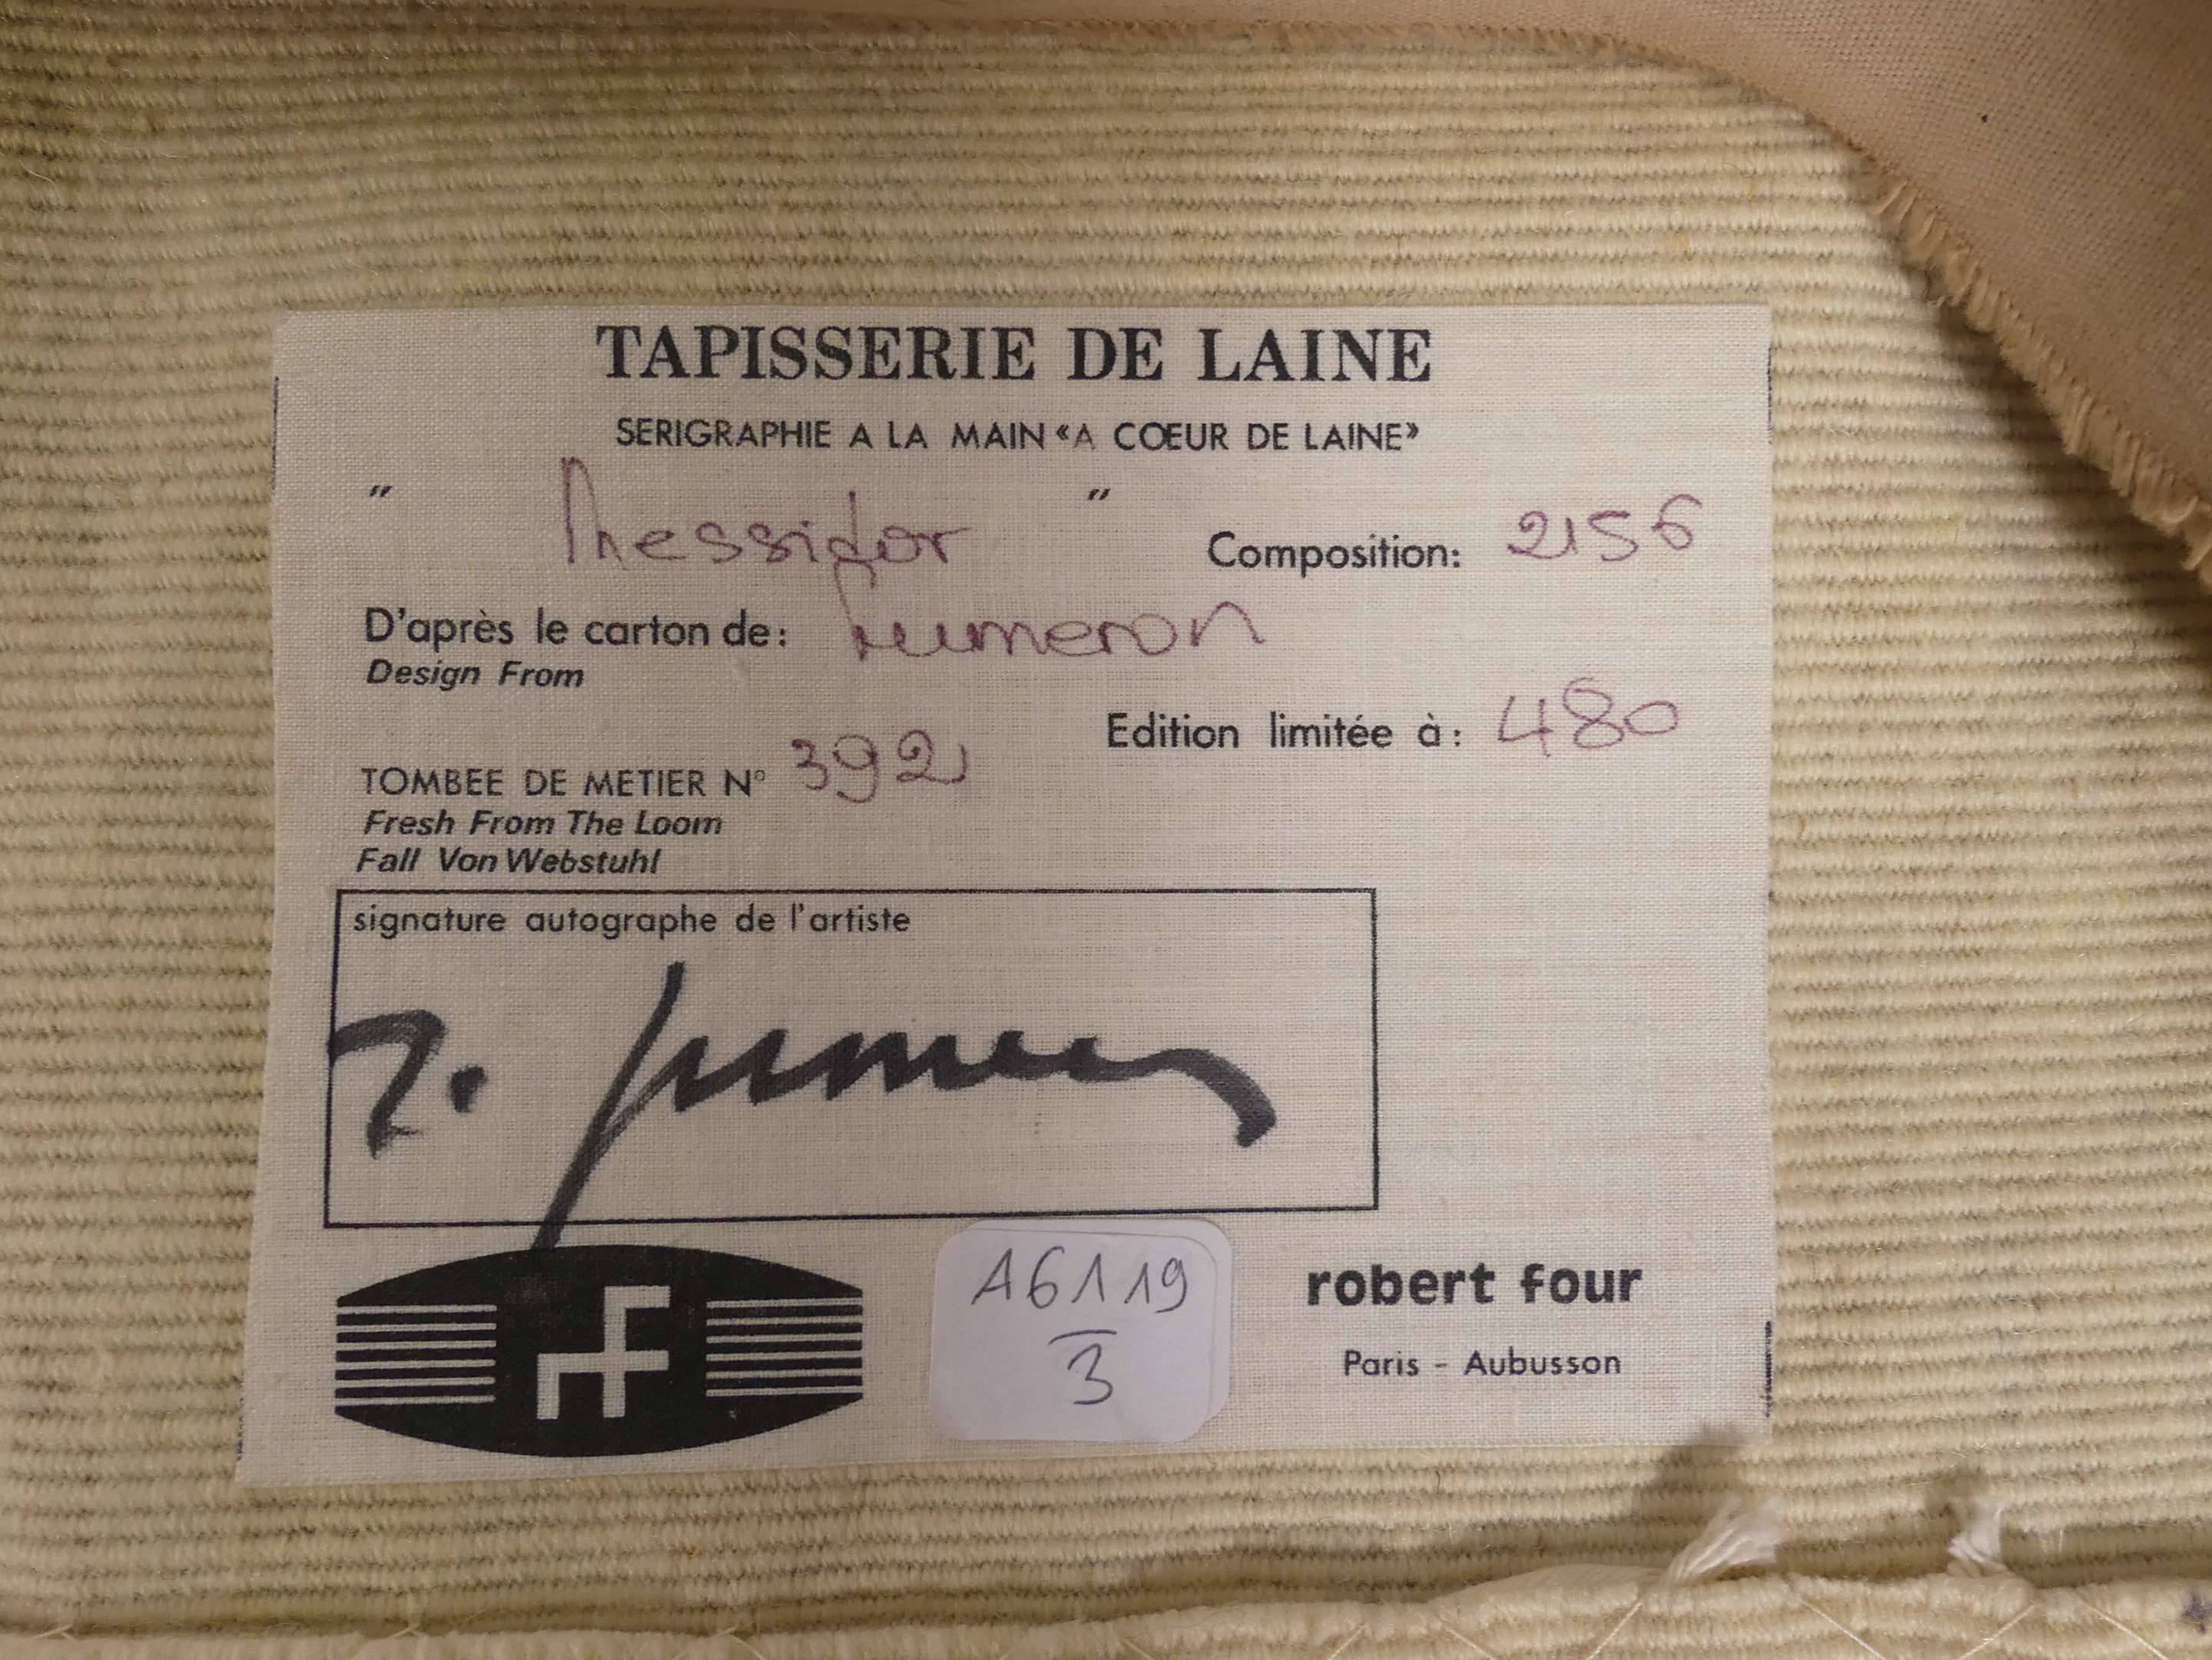 TAPISSERIE DE LAINE
SERIGRAPHIE A LA MAIN «A COEUR DE LAINE»
" Messidor " Composition: 2156
D'après le carton de: Lumeron
Design From
Edition limitée à: 480
TOMBEE DE METIER N° 392
Fresh From The Loom
Fall Von Webstuhl
signature autographe de l'artiste
robert four
Paris - Aubusson
A6119
3